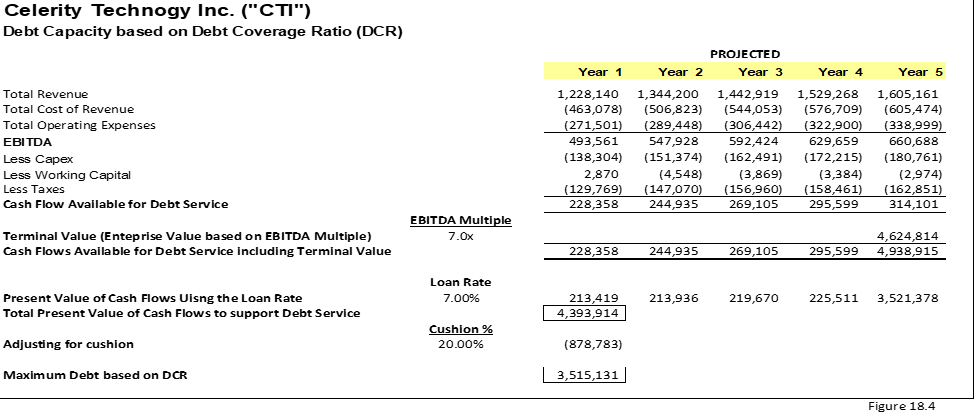 Celerity Technogy Inc. ("CTI")
Debt Capacity based on Debt Coverage Ratio (DCR)
PROJECTED
Year 1 Year 2 Year 3 Year 4 Year 5
Total Revenue 1,228,140 1,344,200 1,442,919 1,529,268 1,605,161
Total Cost of Revenue (463,078) (506,823) (544,053) (576,709) (605,474)
Total Operating Expenses (271,501) (289,448) (306,442) (322,900) (338,999)
EBITDA 493,561 547,928 592,424 629,659 660,688
Less Capex (138,304) (151,374) (162,491) (172,215) (180,761)
Less Working Capital 2,870 (4,548) (3,869) (3,384) (2,974)
Less Taxes (129,769) (147,070) (156,960) (158,461) (162,851)
Cash Flow Available for Debt Service 228,358 244,935 269,105 295,599 314,101
EBITDA Multiple
Terminal Value (Enteprise Value based on EBITDA Multiple) 7.0x 4,624,814
Cash Flows Available for Debt Service including Terminal Value 228,358 244,935 269,105 295,599 4,938,915
Loan Rate
Present Value of Cash Flows Uisng the Loan Rate 7.00% 213,419 213,936 219,670 225,511 3,521,378
Total Present Value of Cash Flows to support Debt Service 4,393,914
Cushion %
Adjusting for cushion 20.00% (878,783)
Maximum Debt based on DCR 3,515,131
Figure 18.4